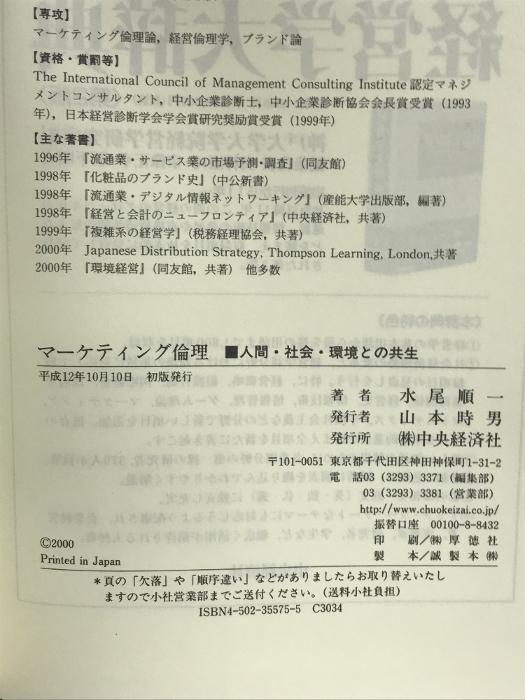 【専攻】
マーケティング倫理論，経営倫理学，ブランド論
【資格・賞罰等】
The International Council of Management Consulting Institute 認定マネジ
メントコンサルタント，中小企業診断士，中小企業診断協会会長賞受賞（1993
年），日本経営診断学会学会賞研究奨励賞受賞（1999年）
【主な著書】
1996年 『流通業・サービス業の市場予測・調査』（同友館）
1998年 『化粧品のブランド史』（中公新書）
1998年 『流通業・デジタル情報ネットワーキング』（産能大学出版部，編著）
1998年 『経営と会計のニューフロンティア』（中央経済社，共著）
1999年 『複雑系の経営学』（税務経理協会，共著）
2000年 Japanese Distribution Strategy, Thompson Learning, London,共著
2000年 『環境経営』（同友館，共著） 他多数
マーケティング倫理 ■人間・社会・環境との共生
平成12年10月10日 初版発行
著者 水尾順一
発行者 山本時男
発行所 ㈱中央経済社
〒101-0051 東京都千代田区神田神保町1-31-2
電話03 (3293) 3371 (編集部)
03 (3293) 3381 (営業部)
http://www.chuokeizai.co.jp/
振替口座 00100-8-8432
印刷/㈱厚徳社
製本/誠製本㈱
©2000
Printed in Japan
＊頁の「欠落」や「順序違い」などがありましたらお取り替えいたし
ますので小社営業部までご送付ください。（送料小社負担）
ISBN4-502-35575-5 C3034